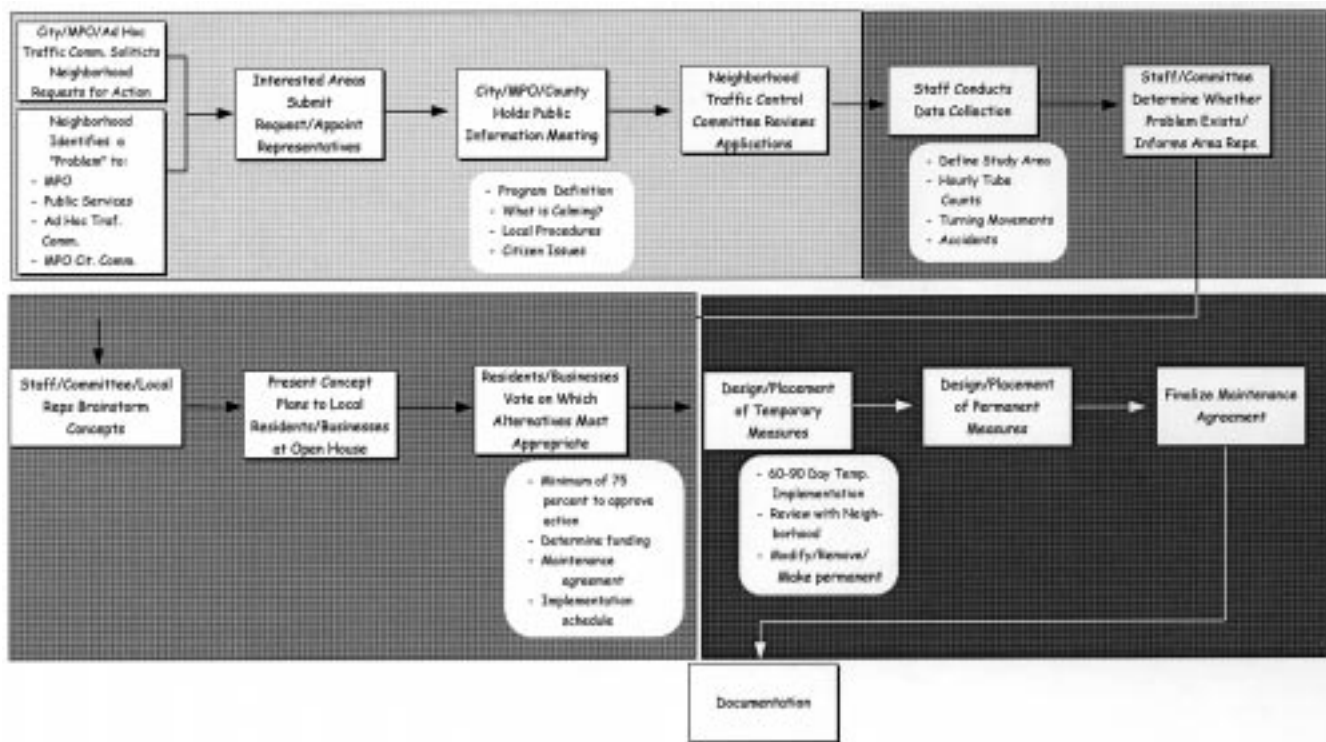 City/MPO/Ad Hoc
Traffic Comm. Soliticts
Neighborhood
Requests for Action
Neighborhood
Identifies a
"Problem" to:
- MPO
- Public Services
- Ad Hoc Traf.
Comm.
- MPO Cit. Comm.
Interested Areas
Submit
Request/Appoint
Representatives
City/MPO/County
Holds Public
Information Meeting
- Program Definition
- What is Calming?
- Local Procedures
- Citizen Issues
Neighborhood
Traffic Control
Committee Reviews
Applications
Staff Conducts
Data Collection
- Define Study Area
- Hourly Tube
Counts
- Turning Movements
- Accidents
Staff/Committee
Determine Whether
Problem Exists/
Informs Area Reps.
Staff/Committee/Local
Reps Brainstorm
Concepts
Present Concept
Plans to Local
Residents/Businesses
at Open House
Residents/Businesses
Vote on Which
Alternatives Most
Appropriate
- Minimum of 75
percent to approve
action
- Determine funding
- Maintenance
agreement
- Implementation
schedule
Design/Placement
of Temporary
Measures
- 60-90 Day Temp.
Implementation
- Review with Neigh-
borhood
- Modify/Remove/
Make permanent
Design/Placement
of Permanent
Measures
Finalize Maintenance
Agreement
Documentation